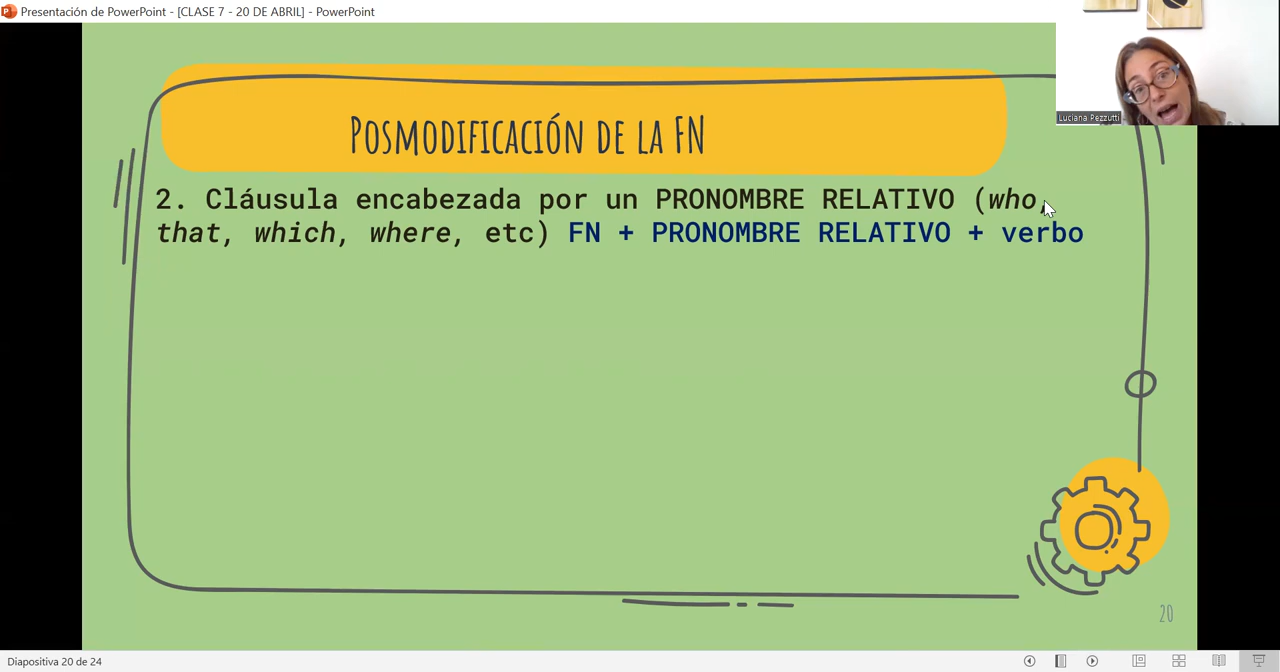 Presentación de PowerPoint - [CLASE 7 - 20 DE ABRIL] - PowerPoint
Luciana Pezzutti
Posmodificación de la FN
2. Cláusula encabezada por un PRONOMBRE RELATIVO (who,
that, which, where, etc) FN + PRONOMBRE RELATIVO + verbo
20
Diapositiva 20 de 24